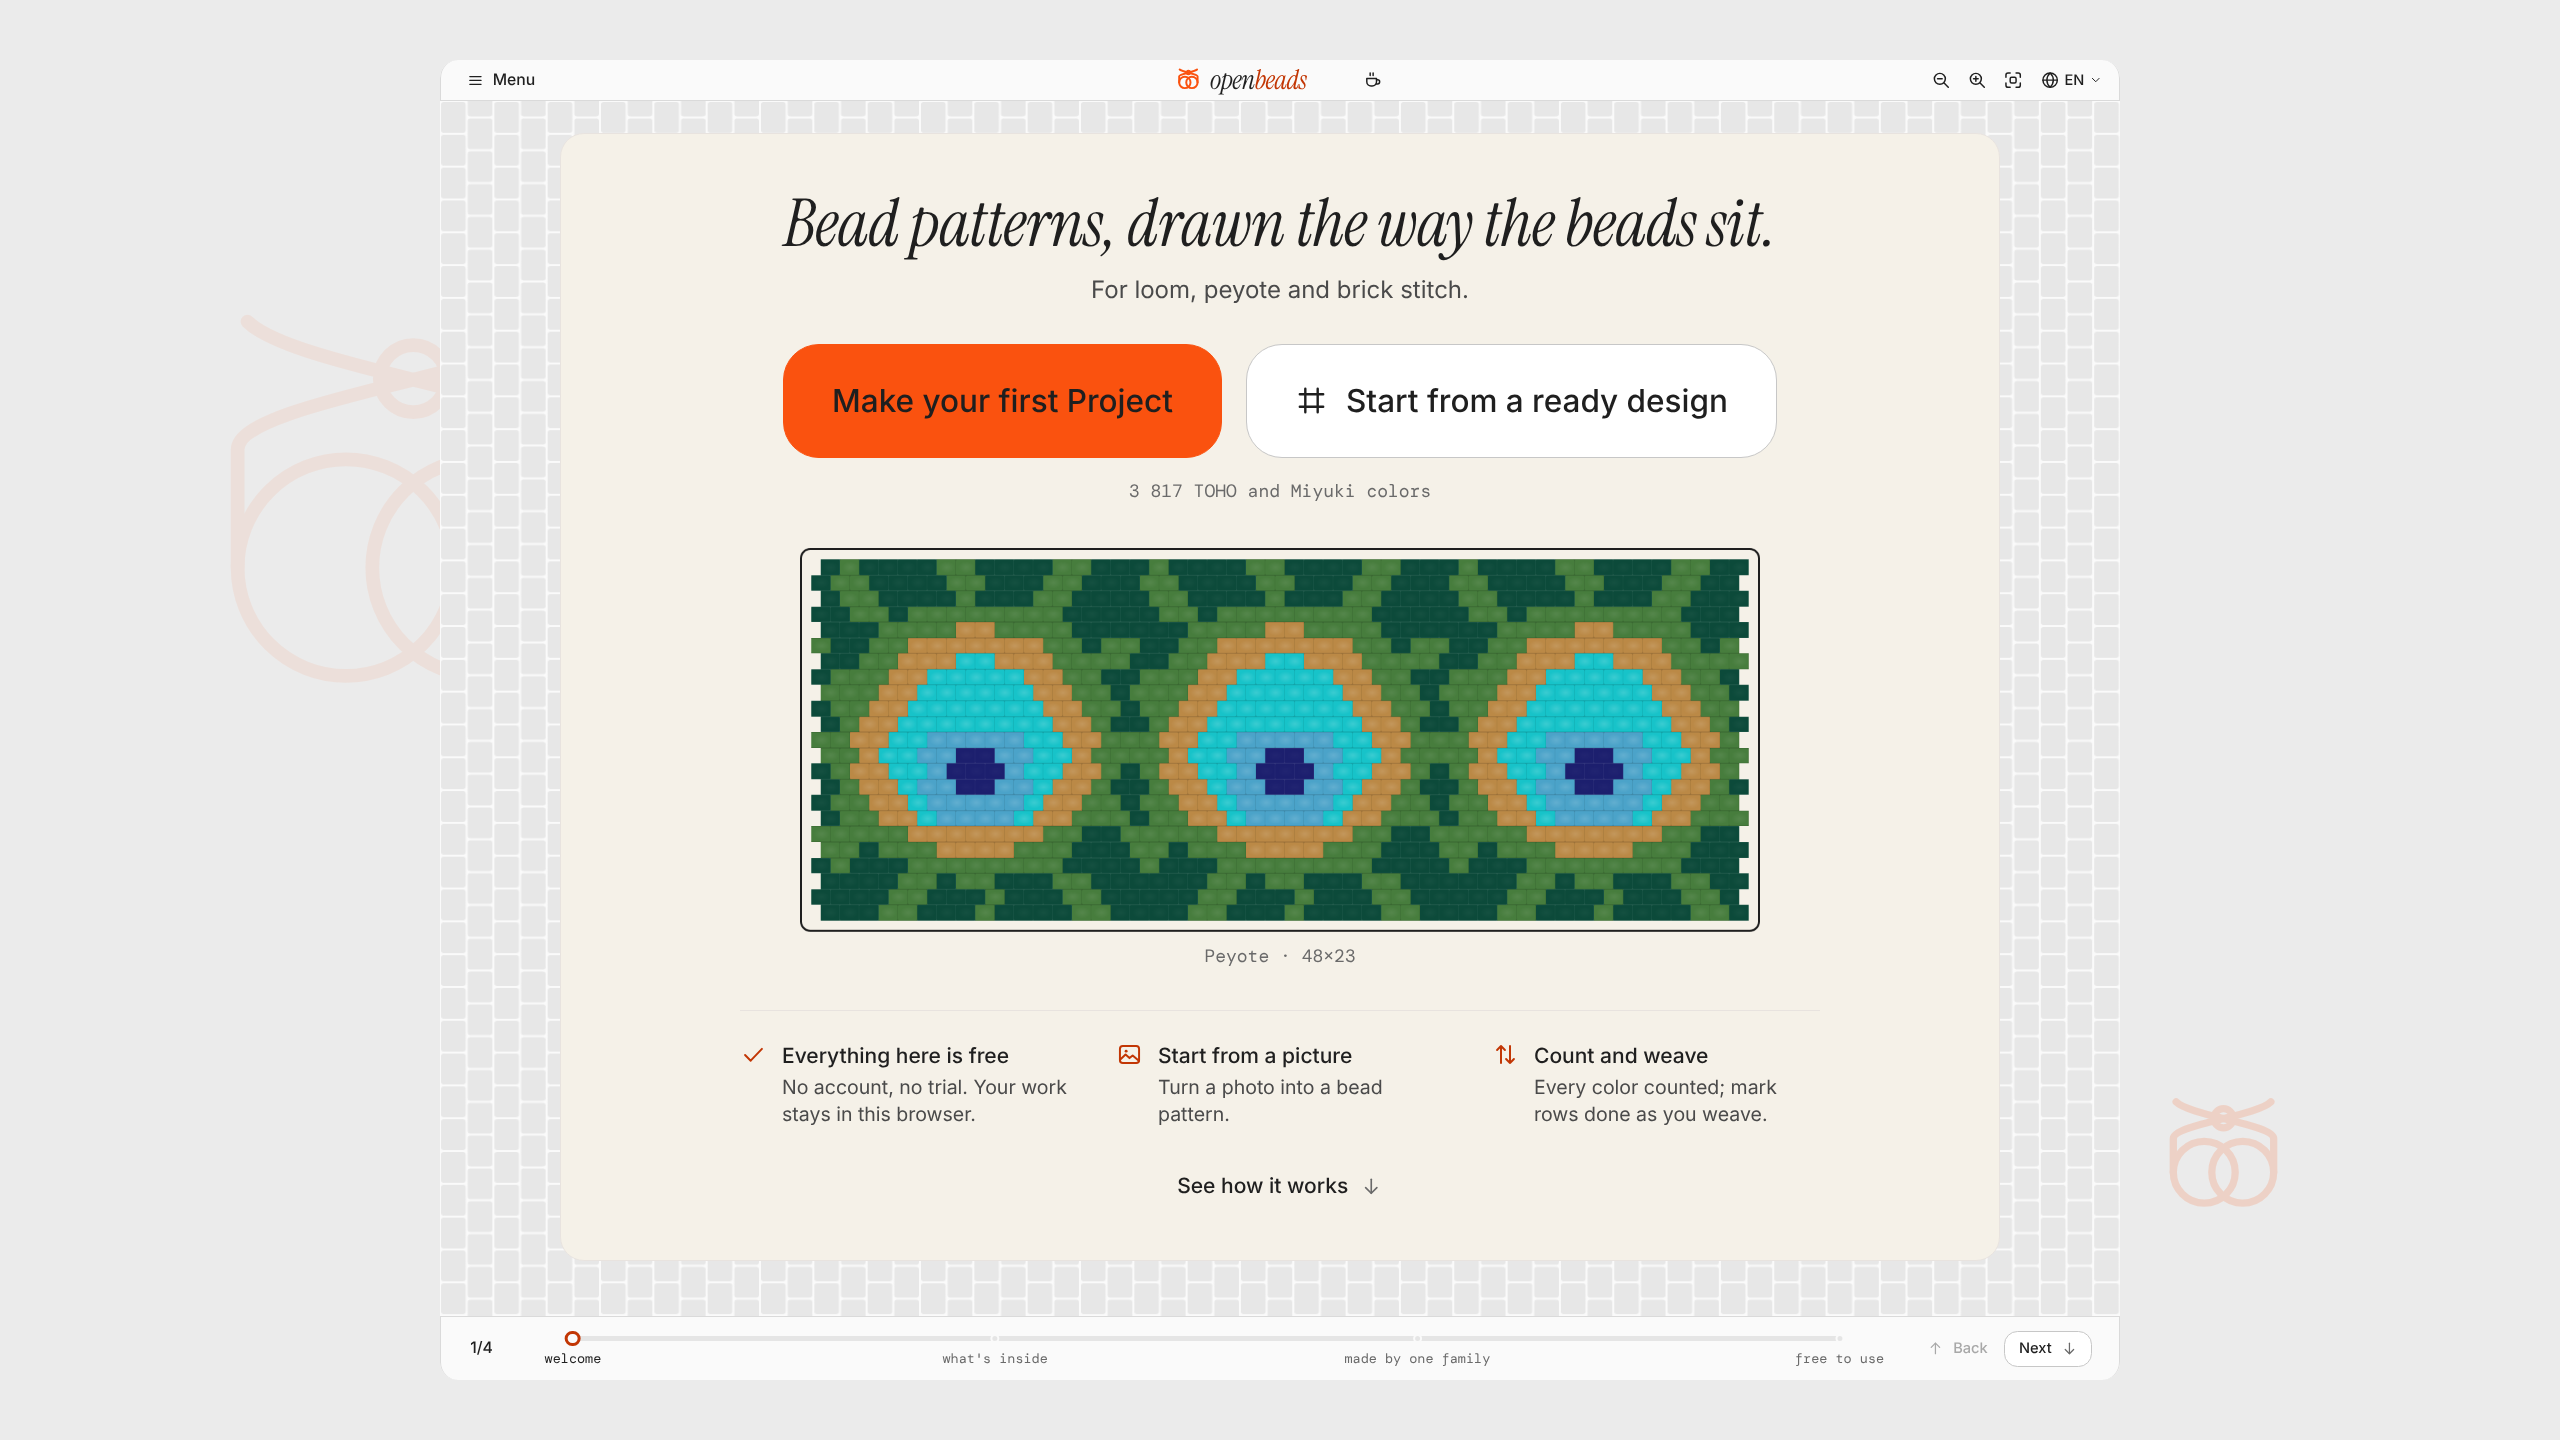 Menu
openbeads
EN
Bead patterns, drawn the way the beads sit.
For loom, peyote and brick stitch.
Make your first Project
Start from a ready design
3 817 TOHO and Miyuki colors
Peyote · 48×23
Everything here is free
No account, no trial. Your work
stays in this browser.
Start from a picture
Turn a photo into a bead
pattern.
Count and weave
Every color counted; mark
rows done as you weave.
See how it works
1/4
welcome
what's inside
made by one family
free to use
Back
Next